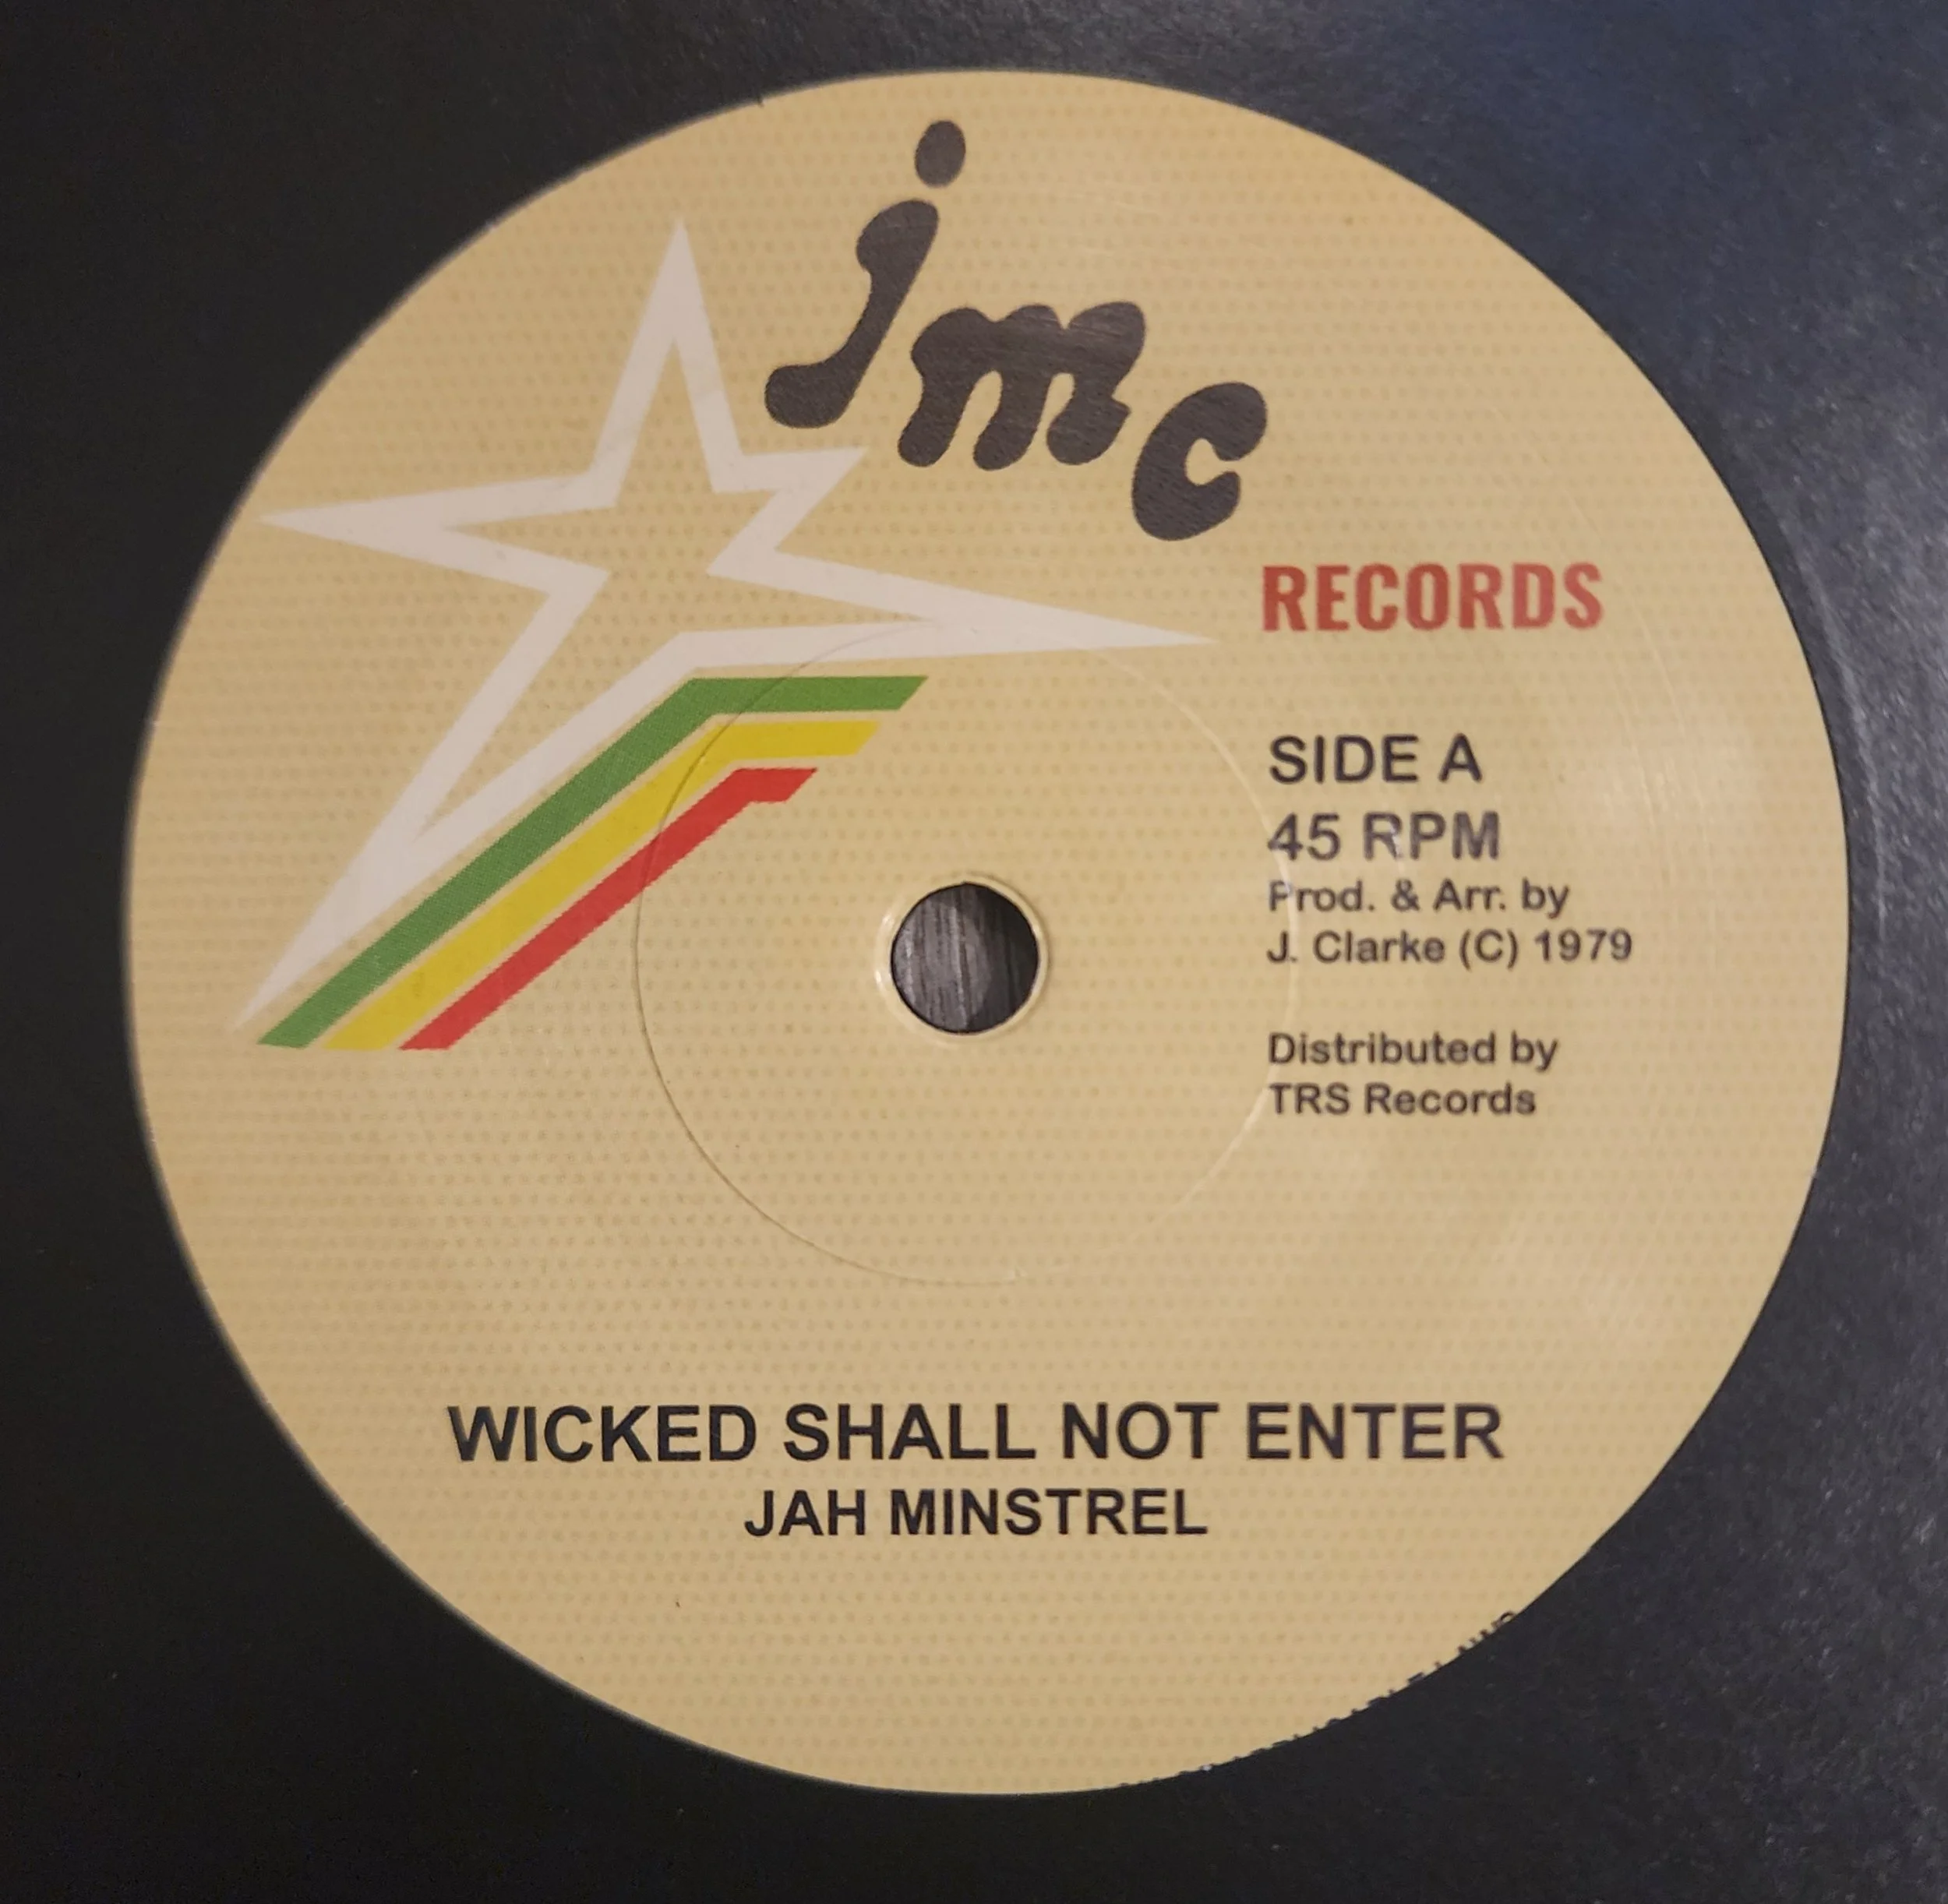 jmc
RECORDS
SIDE A
45 RPM
Prod. & Arr. by
J. Clarke (C) 1979
Distributed by
TRS Records
WICKED SHALL NOT ENTER
JAH MINSTREL